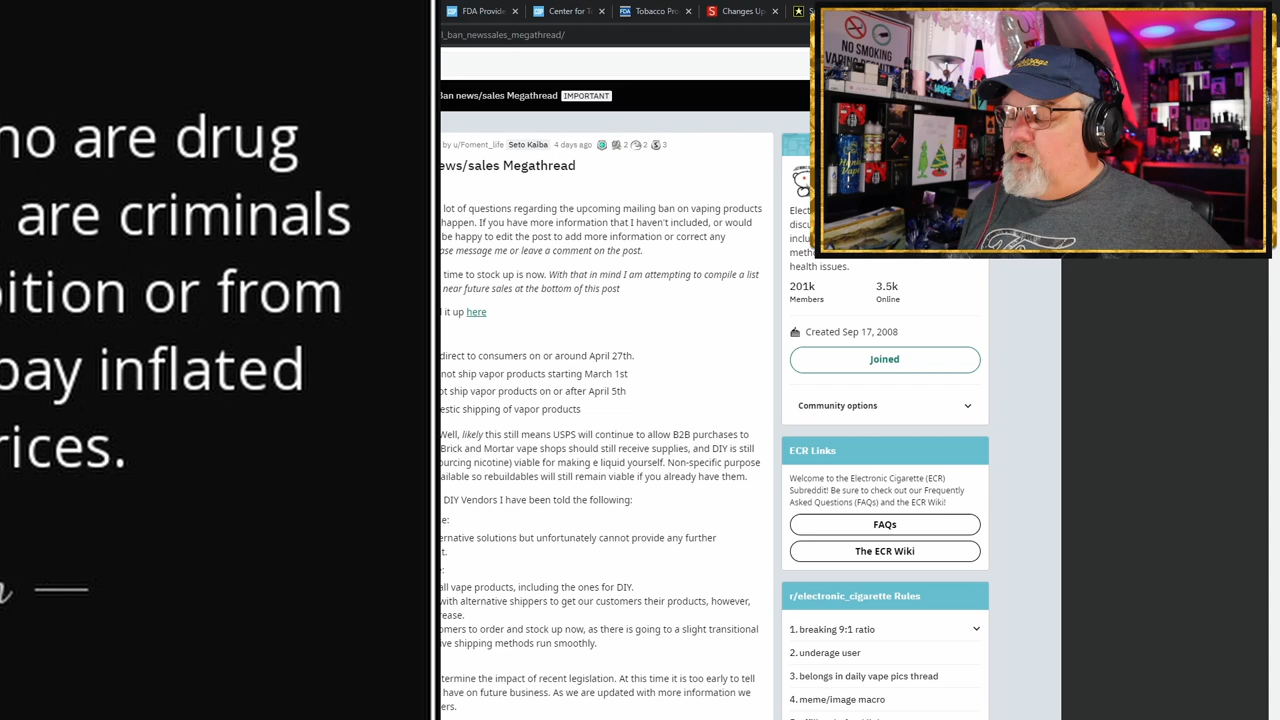 no are drug
are criminals
ition or from
pay inflated
rices.
FDA Provide
Center for T
Tobacco Pro
Changes Up
l_ban_newssales_megathread/
Ban news/sales Megathread IMPORTANT
by u/Foment_life Seto Kaiba 4 days ago 2 2 3
ews/sales Megathread
lot of questions regarding the upcoming mailing ban on vaping products
happen. If you have more information that I haven't included, or would
be happy to edit the post to add more information or correct any
ase message me or leave a comment on the post.
time to stock up is now. With that in mind I am attempting to compile a list
near future sales at the bottom of this post
it up here
direct to consumers on or around April 27th.
not ship vapor products starting March 1st
ot ship vapor products on or after April 5th
estic shipping of vapor products
Well, likely this still means USPS will continue to allow B2B purchases to
Brick and Mortar vape shops should still receive supplies, and DIY is still
ourcing nicotine) viable for making e liquid yourself. Non-specific purpose
ailable so rebuildables will still remain viable if you already have them.
DIY Vendors I have been told the following:
e:
ernative solutions but unfortunately cannot provide any further
t.
:
all vape products, including the ones for DIY.
with alternative shippers to get our customers their products, however,
rease.
omers to order and stock up now, as there is going to a slight transitional
ve shipping methods run smoothly.
termine the impact of recent legislation. At this time it is too early to tell
have on future business. As we are updated with more information we
ers.
NO SMOKING
VAPE
Elect
discu
inclu
meth
health issues.
201k 3.5k
Members Online
Created Sep 17, 2008
Joined
Community options
ECR Links
Welcome to the Electronic Cigarette (ECR)
Subreddit! Be sure to check out our Frequently
Asked Questions (FAQs) and the ECR Wiki!
FAQs
The ECR Wiki
r/electronic_cigarette Rules
1. breaking 9:1 ratio
2. underage user
3. belongs in daily vape pics thread
4. meme/image macro